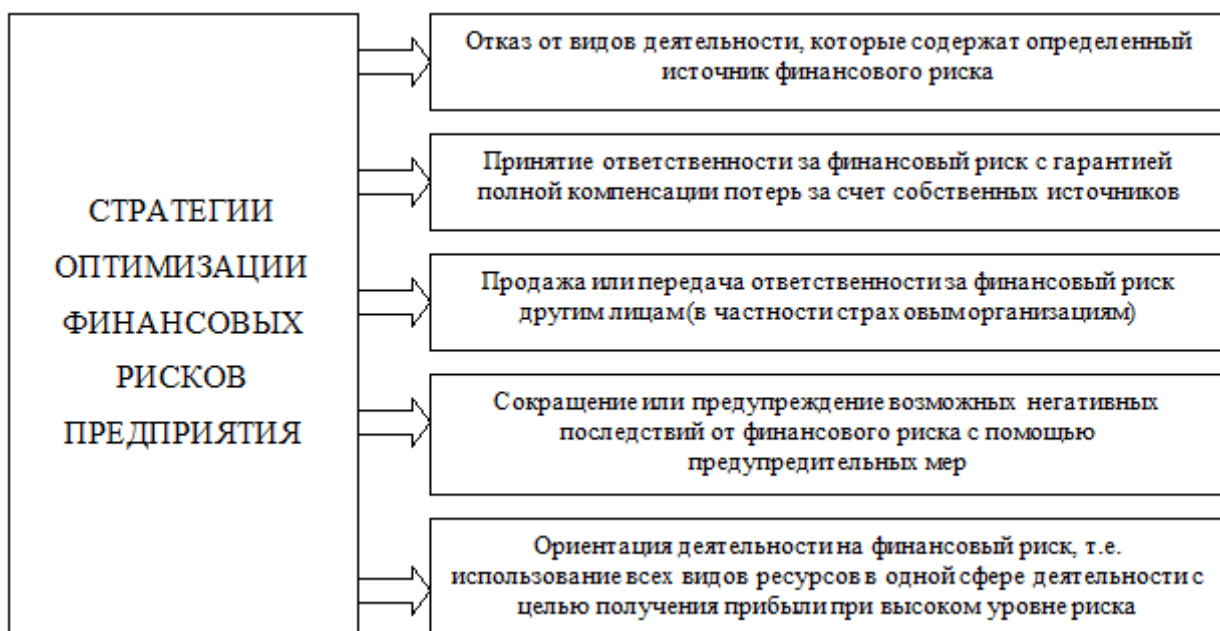 СТРАТЕГИИ
ОПТИМИЗАЦИИ
ФИНАНСОВЫХ
РИСКОВ
ПРЕДПРИЯТИЯ
Отказ от видов деятельности, которые содержат определенный
источник финансового риска
Принятие ответственности за финансовый риск с гарантией
полной компенсации потерь за счет собственных источников
Продажа или передача ответственности за финансовый риск
другим лицам (в частности страховым организациям)
Сокращение или предупреждение возможных негативных
последствий от финансового риска с помощью
предупредительных мер
Ориентация деятельности на финансовый риск, т.е.
использование всех видов ресурсов в одной сфере деятельности с
целью получения прибыли при высоком уровне риска